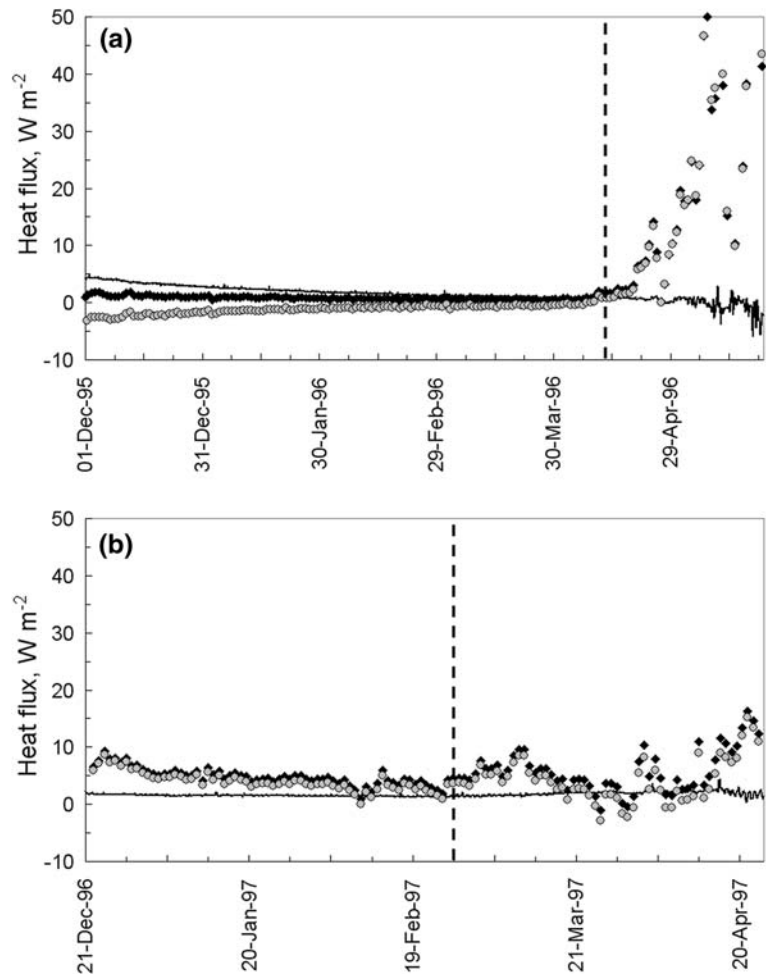 (a)
50
40
30
20
10
0
-10
Heat flux, W m-2
01-Dec-95
31-Dec-95
30-Jan-96
29-Feb-96
30-Mar-96
29-Apr-96
(b)
50
40
30
20
10
0
-10
Heat flux, W m-2
21-Dec-96
20-Jan-97
19-Feb-97
21-Mar-97
20-Apr-97